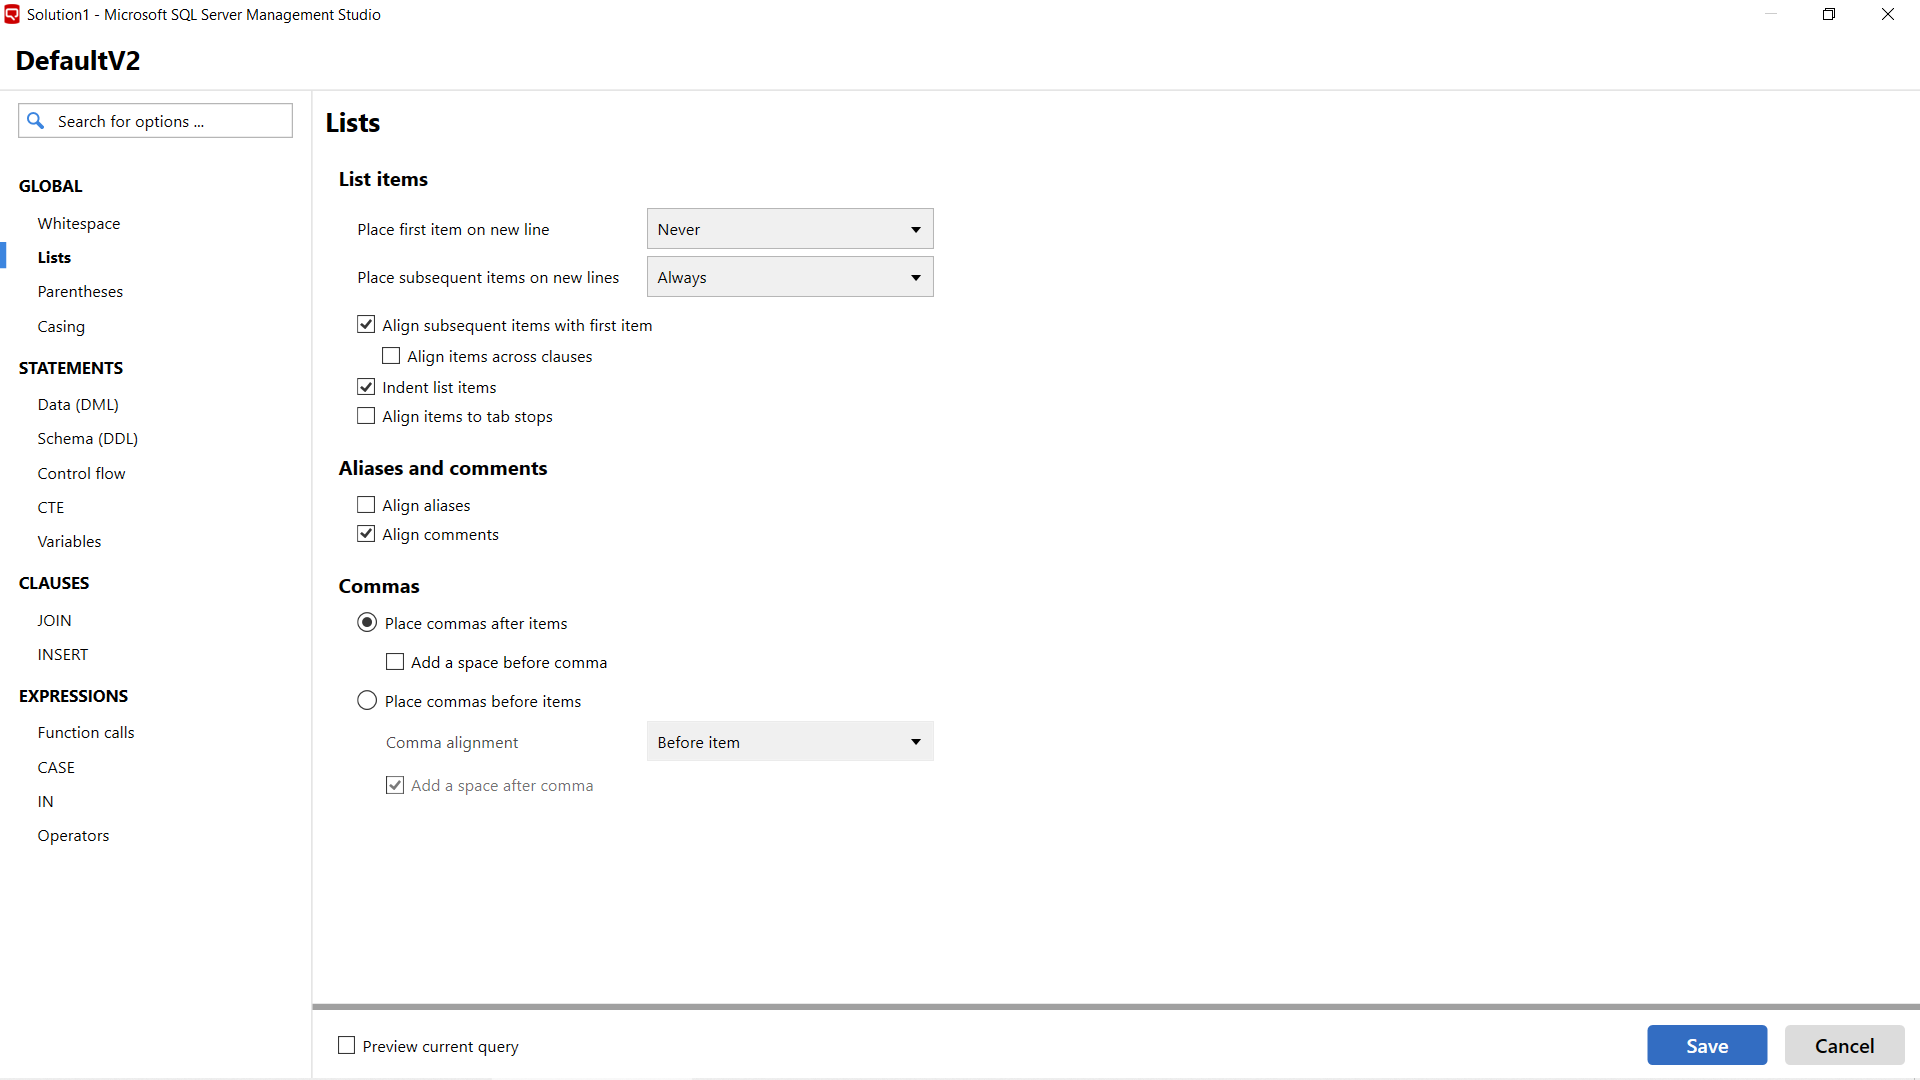 Solution1 - Microsoft SQL Server Management Studio
DefaultV2
Search for options ...
GLOBAL
Whitespace
Lists
Parentheses
Casing
STATEMENTS
Data (DML)
Schema (DDL)
Control flow
CTE
Variables
CLAUSES
JOIN
INSERT
EXPRESSIONS
Function calls
CASE
IN
Operators
Lists
List items
Place first item on new line Never
Place subsequent items on new lines Always
Align subsequent items with first item
Align items across clauses
Indent list items
Align items to tab stops
Aliases and comments
Align aliases
Align comments
Commas
Place commas after items
Add a space before comma
Place commas before items
Comma alignment Before item
Add a space after comma
Preview current query
Save
Cancel